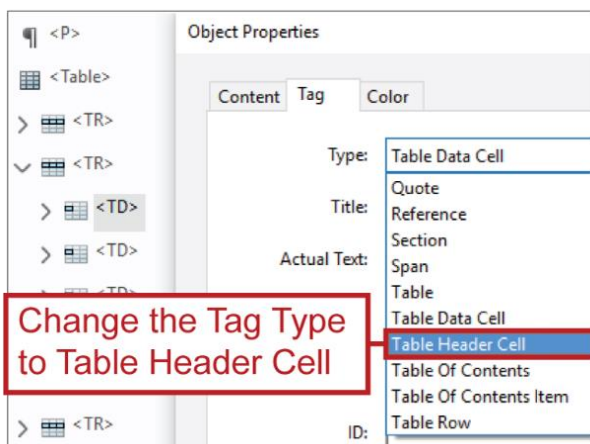 <P>
<Table>
<TR>
<TR>
<TD>
<TD>
<TD>
<TR>
Object Properties
Content Tag Color
Type: Table Data Cell
Title:
Actual Text:
ID:
Quote
Reference
Section
Span
Table
Table Data Cell
Table Header Cell
Table Of Contents
Table Of Contents Item
Table Row
Change the Tag Type
to Table Header Cell